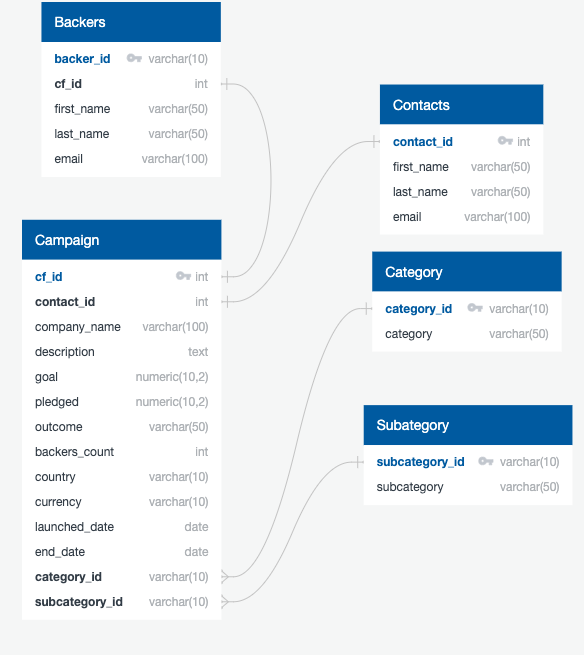 Backers
backer_id varchar(10)
cf_id int
first_name varchar(50)
last_name varchar(50)
email varchar(100)
Contacts
contact_id int
first_name varchar(50)
last_name varchar(50)
email varchar(100)
Campaign
cf_id int
contact_id int
company_name varchar(100)
description text
goal numeric(10,2)
pledged numeric(10,2)
outcome varchar(50)
backers_count int
country varchar(10)
currency varchar(10)
launched_date date
end_date date
category_id varchar(10)
subcategory_id varchar(10)
Category
category_id varchar(10)
category varchar(50)
Subategory
subcategory_id varchar(10)
subcategory varchar(50)